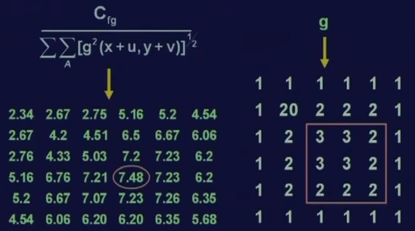 C_fg
g
∑∑[g²(x+u,y+v)]^½
A
2.34 2.67 2.75 5.16 5.2 4.54
2.67 4.2 4.51 6.5 6.67 6.06
2.76 4.33 5.03 7.2 7.23 6.2
5.16 6.76 7.21 7.48 7.23 6.2
5.2 6.67 7.07 7.23 7.26 6.35
4.54 6.06 6.20 6.20 6.35 5.68
1 1 1 1 1 1
1 20 2 2 2 1
1 2 3 3 2 1
1 2 3 3 2 1
1 2 2 2 2 1
1 1 1 1 1 1